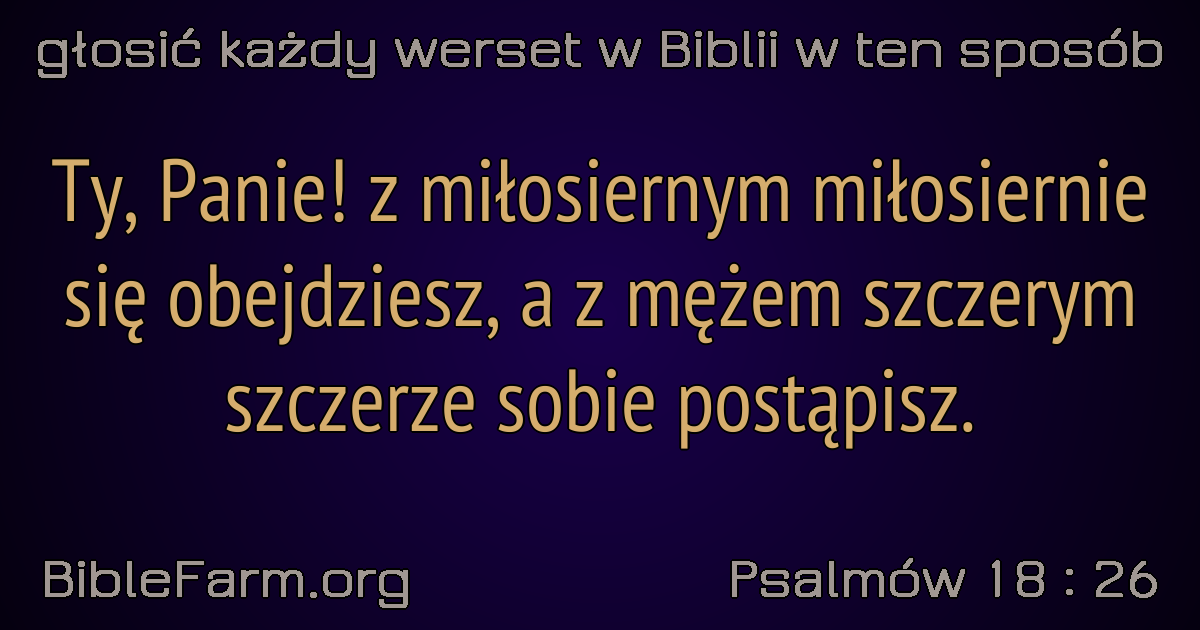 głosić każdy werset w Biblii w ten sposób
Ty, Panie! z miłosiernym miłosiernie
się obejdziesz, a z mężem szczerym
szczerze sobie postąpisz.
BibleFarm.org
Psalmów 18 : 26